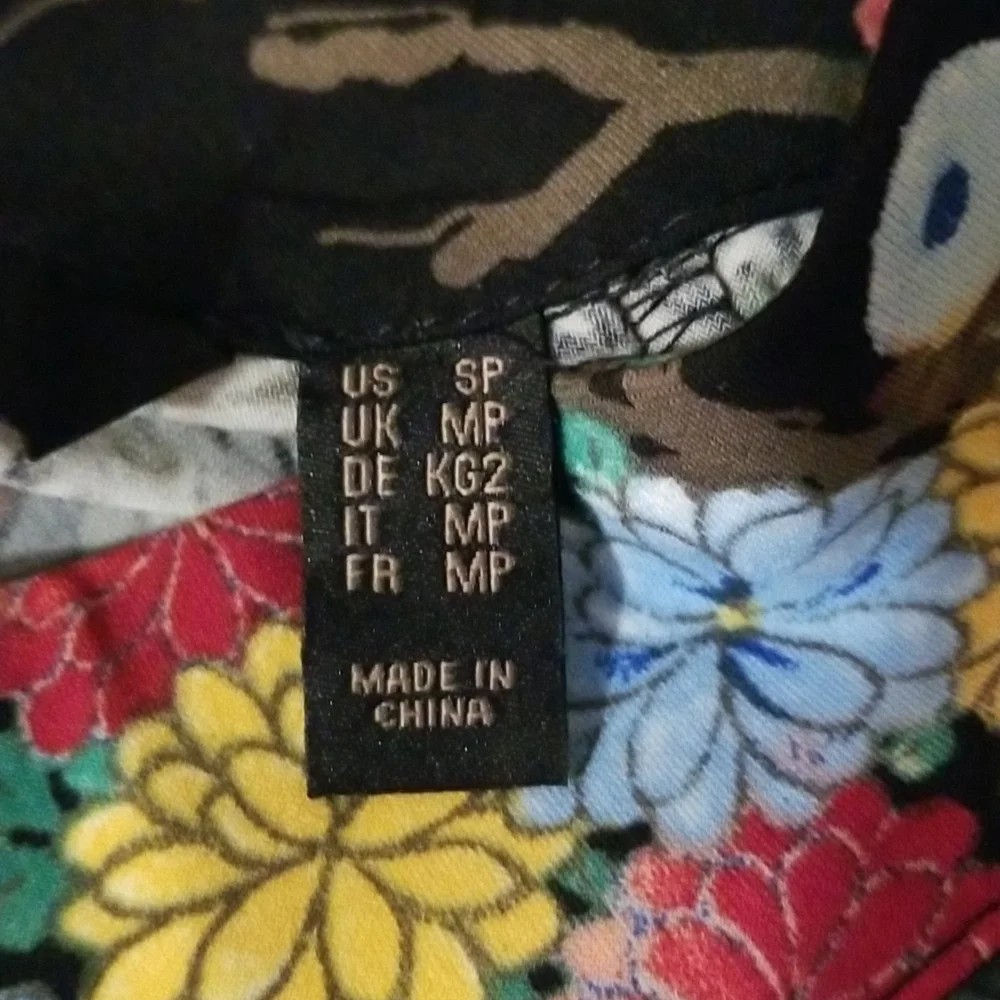 US SP
UK MP
DE KG2
IT MP
FR MP
MADE IN
CHINA